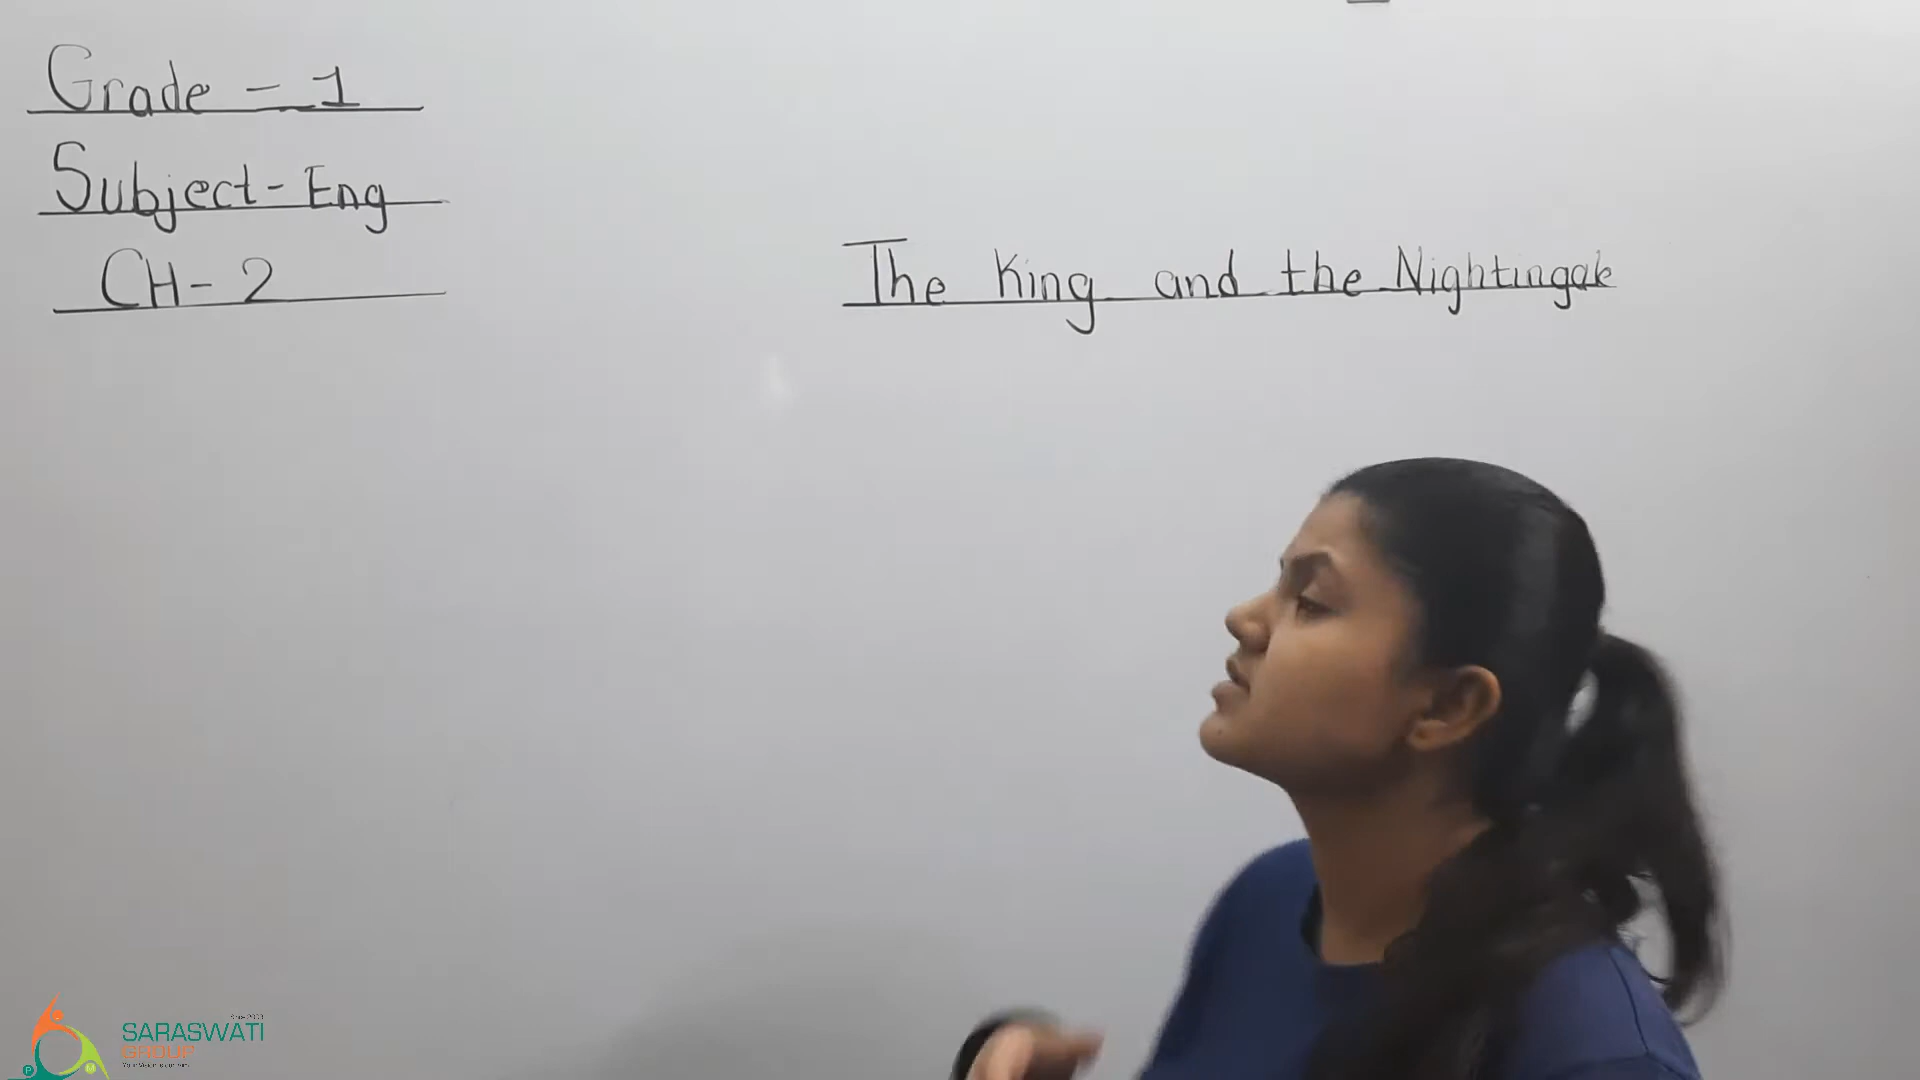 Grade - 1
Subject - Eng
CH - 2
The King and the Nightingale
SARASWATI
GROUP